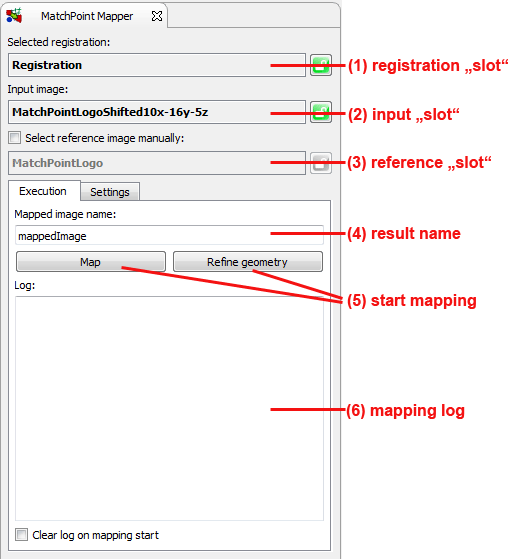 MatchPoint Mapper
Selected registration:
Registration
(1) registration „slot“
Input image:
MatchPointLogoShifted10x-16y-5z
(2) input „slot“
Select reference image manually:
MatchPointLogo
(3) reference „slot“
Execution Settings
Mapped image name:
mappedImage
(4) result name
Map Refine geometry
(5) start mapping
Log:
(6) mapping log
Clear log on mapping start